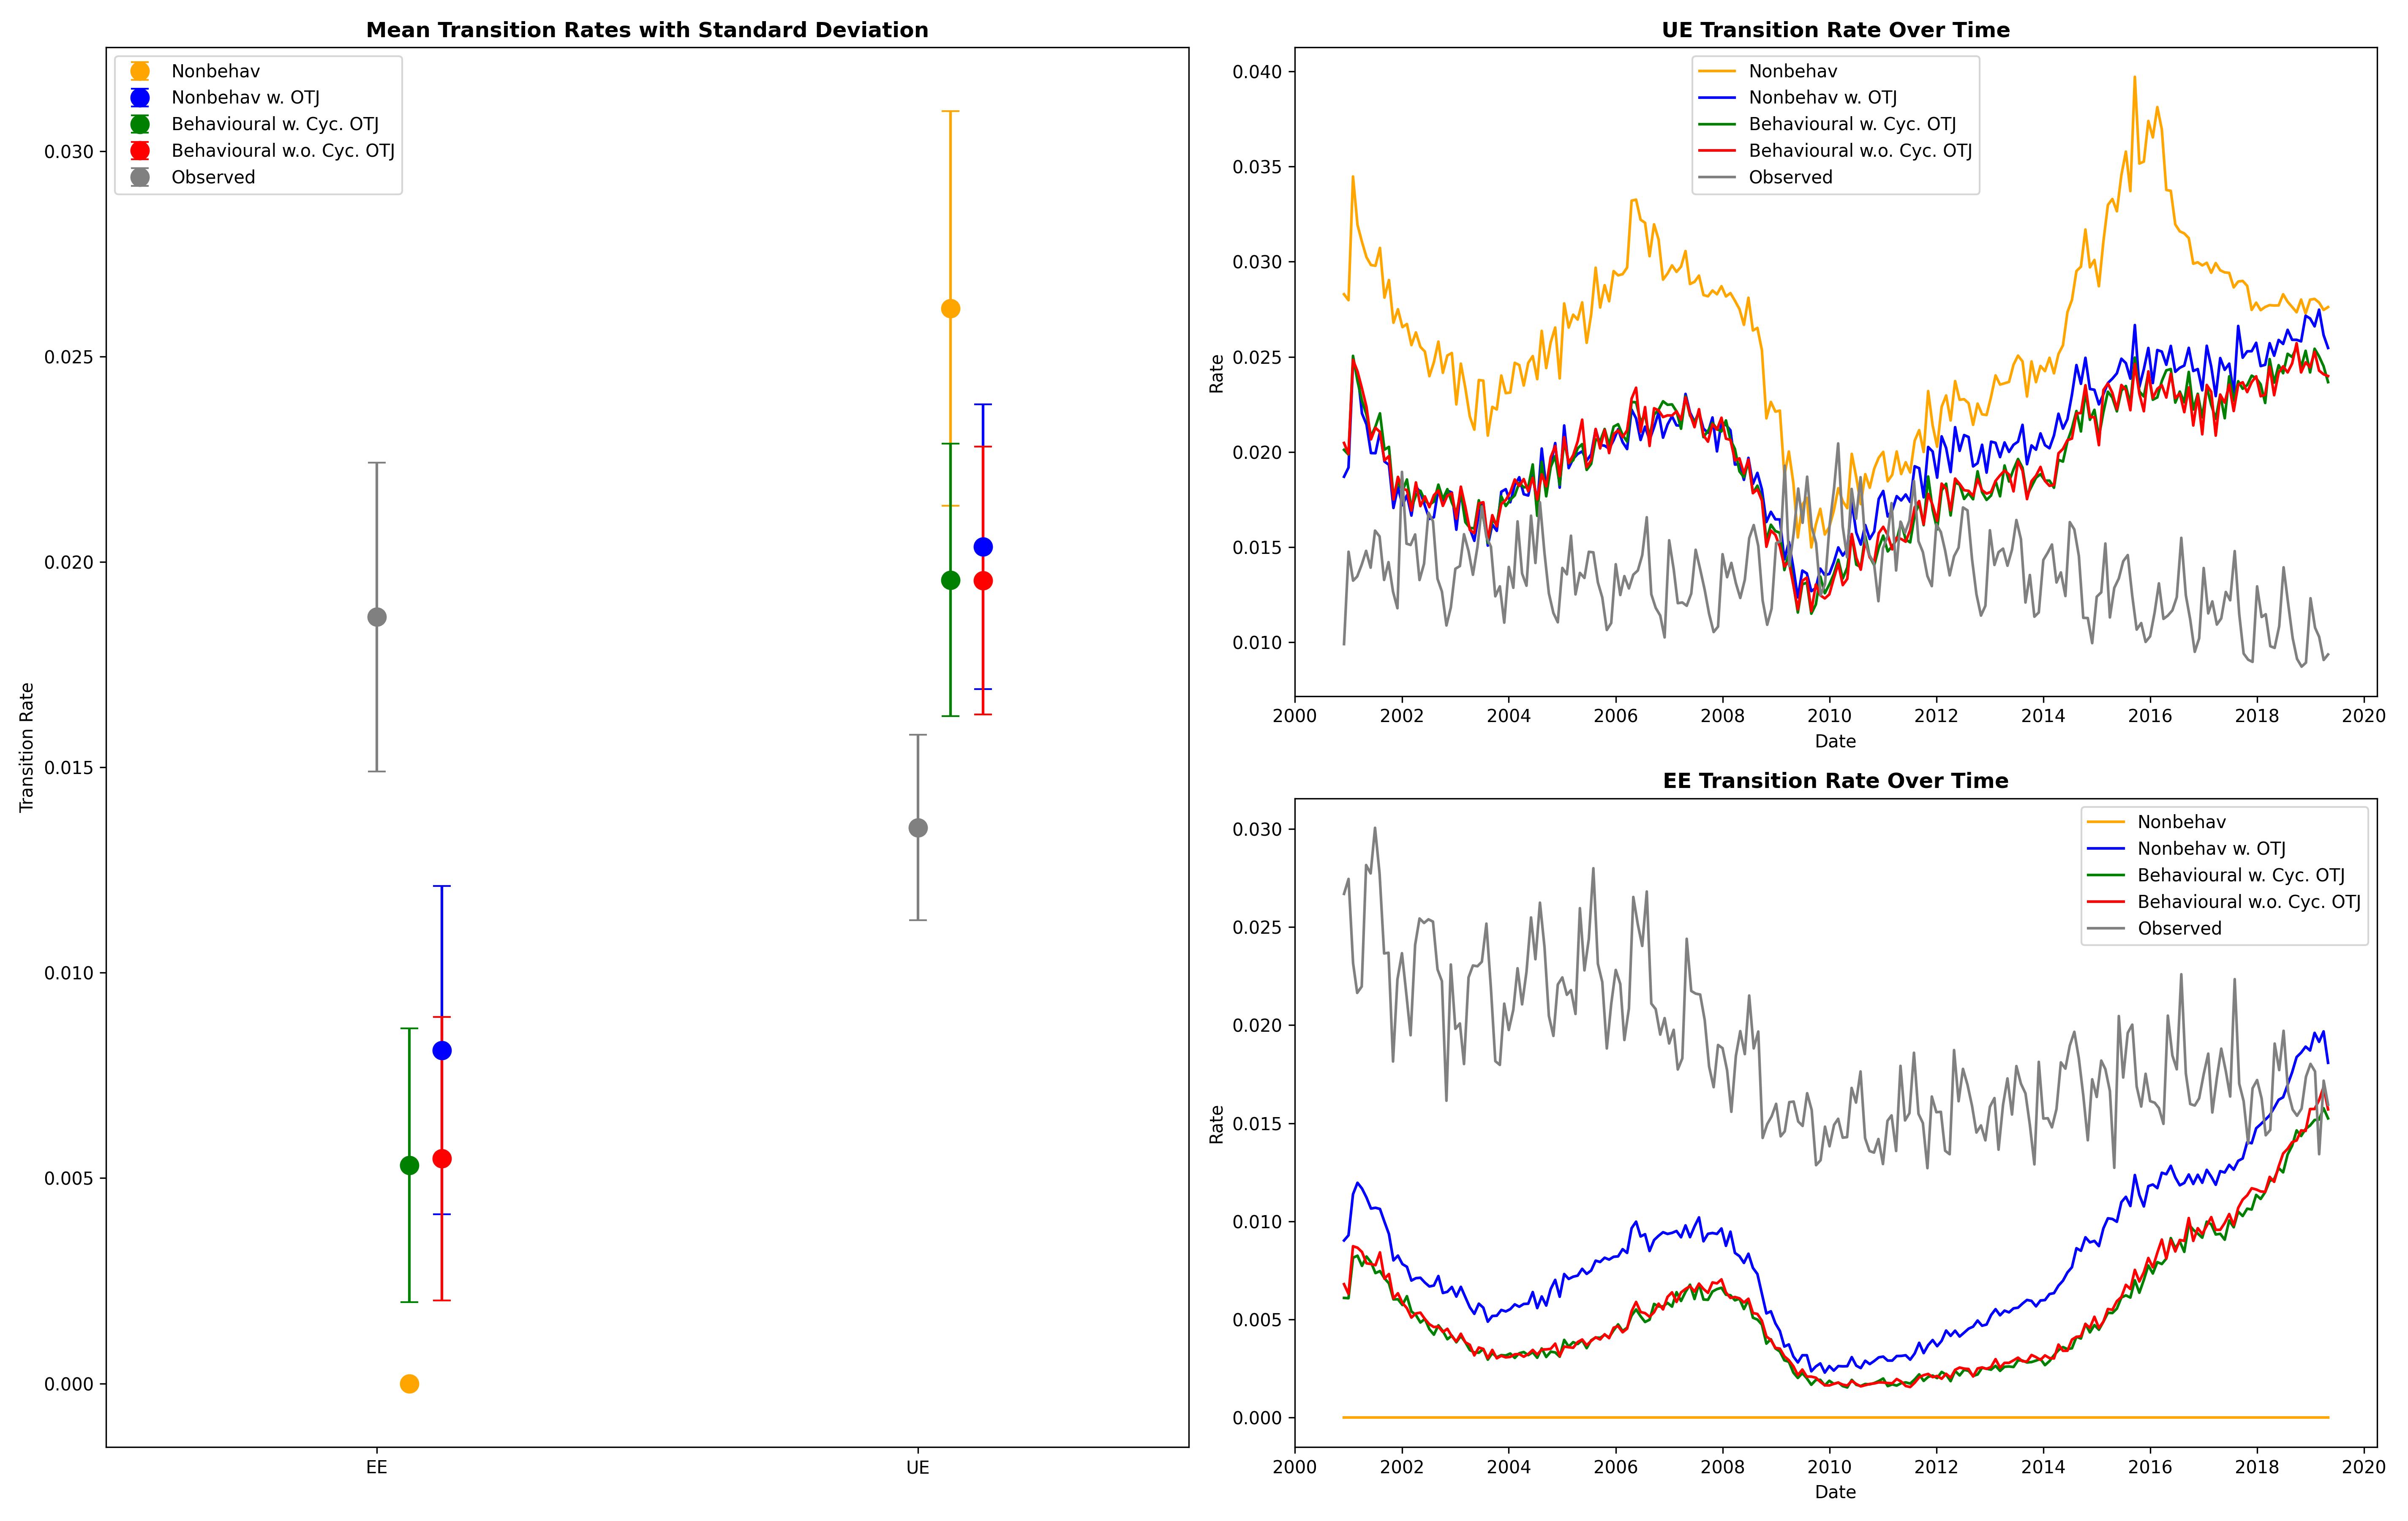 Mean Transition Rates with Standard Deviation
Transition Rate
0.030
0.025
0.020
0.015
0.010
0.005
0.000
Nonbehav
Nonbehav w. OTJ
Behavioural w. Cyc. OTJ
Behavioural w.o. Cyc. OTJ
Observed
EE
UE
UE Transition Rate Over Time
Rate
0.040
0.035
0.030
0.025
0.020
0.015
0.010
Nonbehav
Nonbehav w. OTJ
Behavioural w. Cyc. OTJ
Behavioural w.o. Cyc. OTJ
Observed
2000 2002 2004 2006 2008 2010 2012 2014 2016 2018 2020
Date
EE Transition Rate Over Time
Rate
0.030
0.025
0.020
0.015
0.010
0.005
0.000
Nonbehav
Nonbehav w. OTJ
Behavioural w. Cyc. OTJ
Behavioural w.o. Cyc. OTJ
Observed
2000 2002 2004 2006 2008 2010 2012 2014 2016 2018 2020
Date